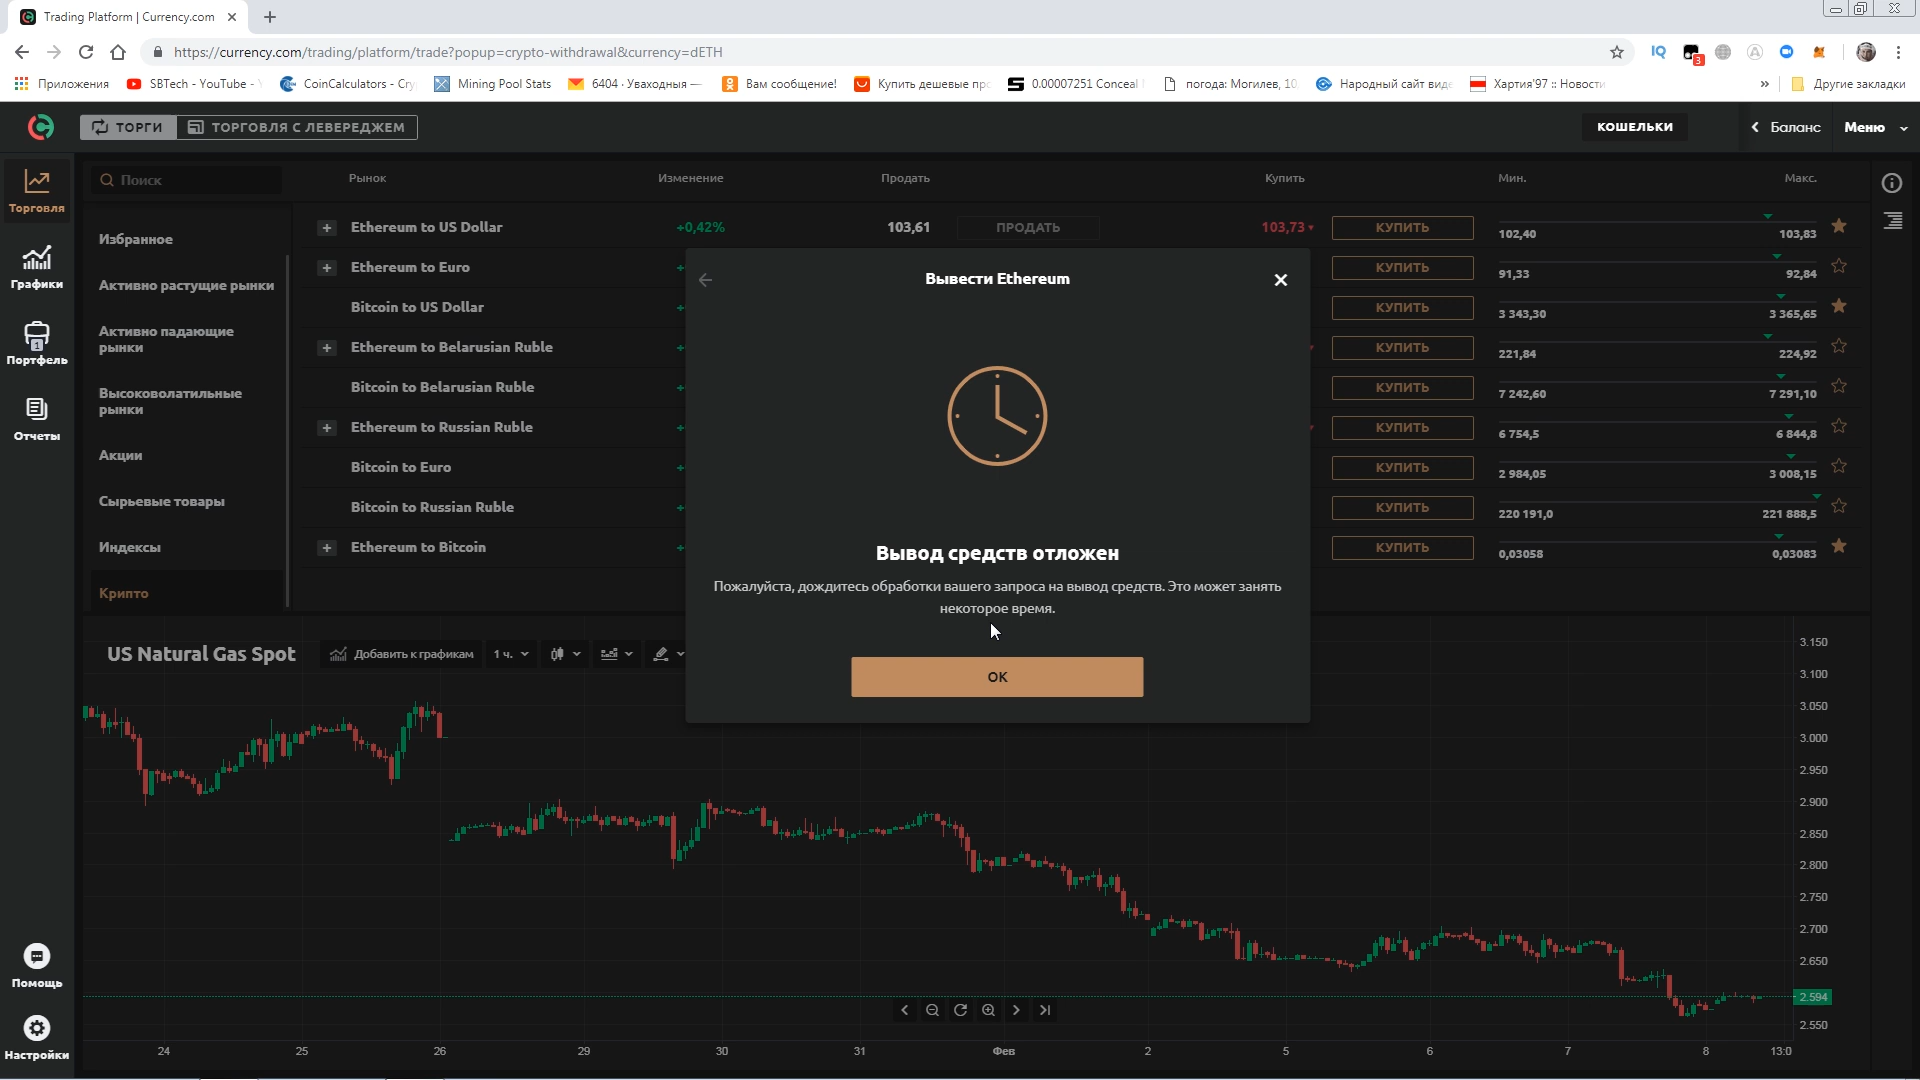 Trading Platform | Currency.com
https://currency.com/trading/platform/trade?popup=crypto-withdrawal&currency=dETH
3
Приложения
SBTech - YouTube -
CoinCalculators - Cry
Mining Pool Stats
6404 · Уваходныя —
Вам сообщение!
Купить дешевые пр
0.00007251 Conceal
погода: Могилев, 10
Народный сайт вид
Хартия'97 :: Новост
»
Другие закладки
ТОРГИ
ТОРГОВЛЯ С ЛЕВЕРЕДЖЕМ
КОШЕЛЬКИ
Баланс
Меню
Торговля
Графики
1
Портфель
Отчеты
Помощь
Настройки
Поиск
Избранное
Активно растущие рынки
Активно падающие
рынки
Высоковолатильные
рынки
Акции
Сырьевые товары
Индексы
Крипто
Рынок Изменение Продать Купить Мин. Макс.
Ethereum to US Dollar +0,42% 103,61 ПРОДАТЬ 103,73 КУПИТЬ 102,40 103,83
Ethereum to Euro + КУПИТЬ 91,33 92,84
Bitcoin to US Dollar + КУПИТЬ 3 343,30 3 365,65
Ethereum to Belarusian Ruble + КУПИТЬ 221,84 224,92
Bitcoin to Belarusian Ruble + КУПИТЬ 7 242,60 7 291,10
Ethereum to Russian Ruble + КУПИТЬ 6 754,5 6 844,8
Bitcoin to Euro + КУПИТЬ 2 984,05 3 008,15
Bitcoin to Russian Ruble + КУПИТЬ 220 191,0 221 888,5
Ethereum to Bitcoin + КУПИТЬ 0,03058 0,03083
Вывести Ethereum
Вывод средств отложен
Пожалуйста, дождитесь обработки вашего запроса на вывод средств. Это может занять
некоторое время.
OK
US Natural Gas Spot
Добавить к графикам
1 ч.
3.150
3.100
3.050
3.000
2.950
2.900
2.850
2.800
2.750
2.700
2.650
2.594
2.550
24 25 26 29 30 31 Фев 2 5 6 7 8 13:0